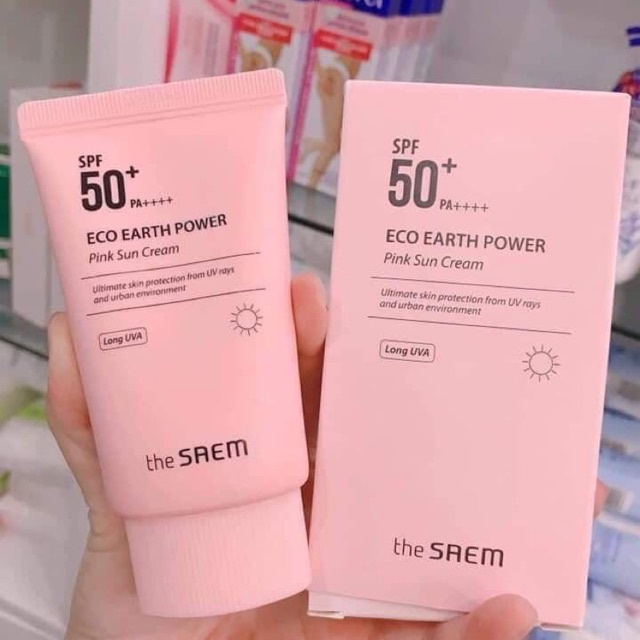 SPF
50+
PA++++
ECO EARTH POWER
Pink Sun Cream
Ultimate skin protection from UV rays
and urban environment
Long UVA
the SAEM
SPF
50+
PA++++
ECO EARTH POWER
Pink Sun Cream
Ultimate skin protection from UV rays
and urban environment
Long UVA
the SAEM